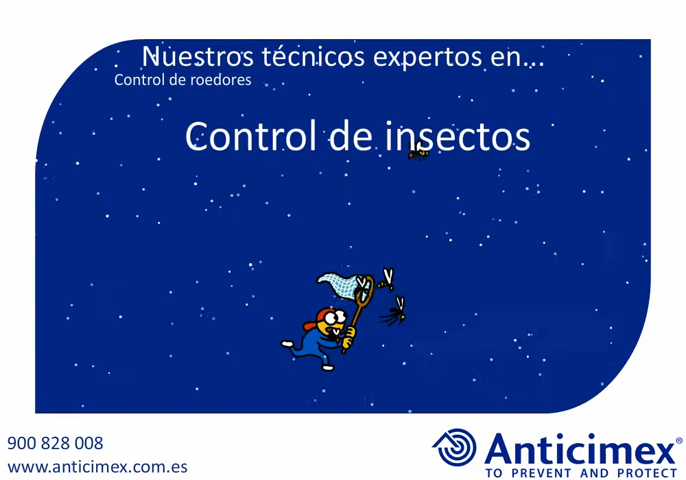 Nuestros técnicos expertos en...
Control de roedores
Control de insectos
900 828 008
www.anticimex.com.es
Anticimex®
TO PREVENT AND PROTECT